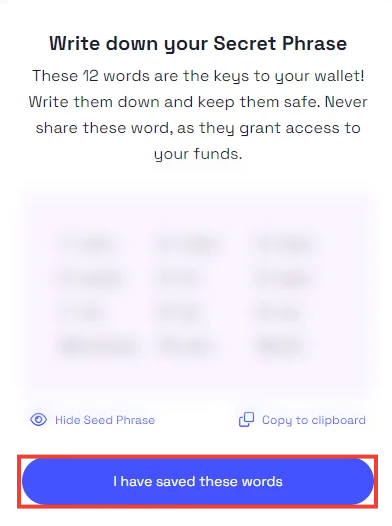 Write down your Secret Phrase
These 12 words are the keys to your wallet!
Write them down and keep them safe. Never
share these word, as they grant access to
your funds.
Hide Seed Phrase
Copy to clipboard
I have saved these words